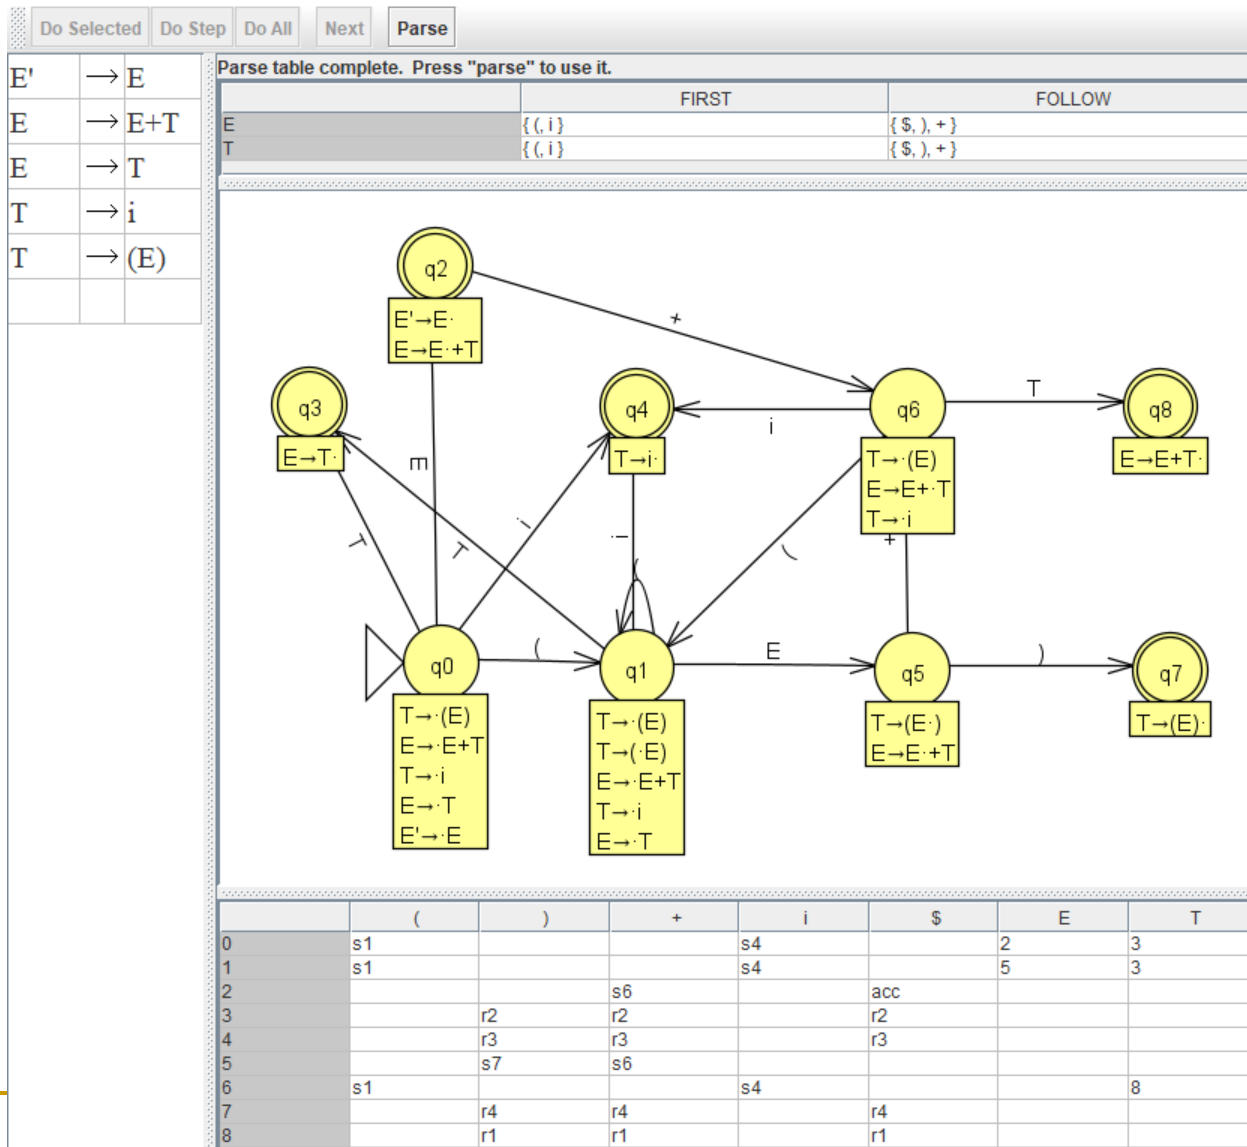 Do Selected Do Step Do All Next Parse
E' → E
E → E+T
E → T
T → i
T → (E)
Parse table complete. Press "parse" to use it.
FIRST FOLLOW
E { (, i } { $, ), + }
T { (, i } { $, ), + }
q2
E'→E·
E→E·+T
+
q3
E→T·
q4
T→i·
i
q6
T→·(E)
E→E+·T
T→·i
T
q8
E→E+T·
E
T
i
T
i
(
(
+
q0
T→·(E)
E→·E+T
T→·i
E→·T
E'→·E
(
q1
T→·(E)
T→(·E)
E→·E+T
T→·i
E→·T
E
q5
T→(E·)
E→E·+T
)
q7
T→(E)·
( ) + i $ E T
0 s1 s4 2 3
1 s1 s4 5 3
2 s6 acc
3 r2 r2 r2
4 r3 r3 r3
5 s7 s6
6 s1 s4 8
7 r4 r4 r4
8 r1 r1 r1